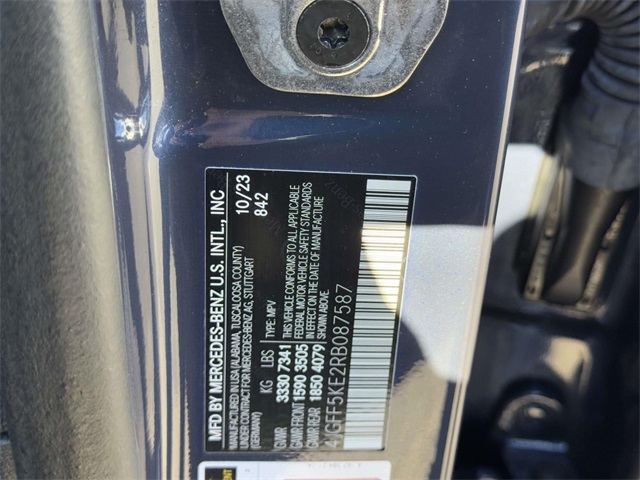 MFD BY MERCEDES-BENZ U.S. INTL., INC
MANUFACTURED IN USA (ALABAMA, TUSCALOOSA COUNTY)
UNDER LICENSE FROM MERCEDES-BENZ AG, STUTTGART
(GERMANY)
10/23
842
KG LBS TYPE: MPV
GVWR 3330 7341
GAWR FRONT 1590 3505
GAWR REAR 1850 4079
THIS VEHICLE CONFORMS TO ALL APPLICABLE
FEDERAL MOTOR VEHICLE SAFETY STANDARDS
IN EFFECT ON THE DATE OF MANUFACTURE
SHOWN ABOVE.
4JGFF5KE2RB087587